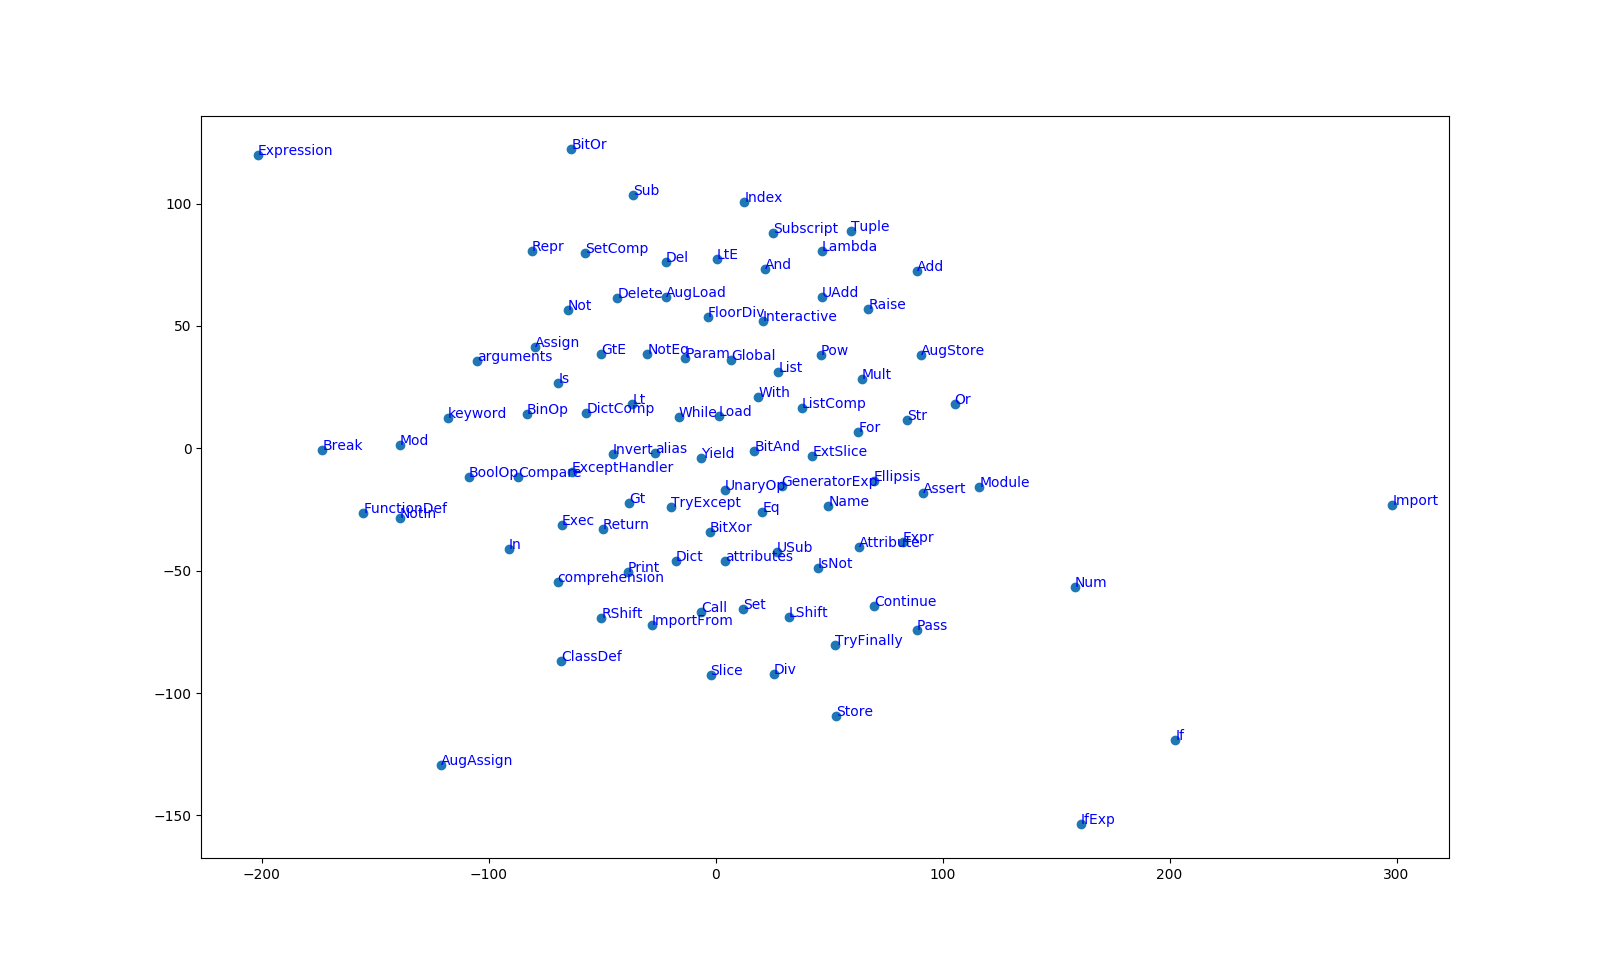 BitOr
Expression
Sub
Index
100
Subscript
Tuple
Repr
SetComp
Lambda
Del
LtE
And
Add
Delete
AugLoad
UAdd
Not
Raise
FloorDiv
Interactive
50
Assign
arguments
GtE
NotEq
Param
Global
Pow
AugStore
List
Mult
Is
With
Lt
keyword
BinOp
DictComp
While
Load
ListComp
Or
Str
For
0
Break
Mod
Invert
alias
Yield
BitAnd
ExtSlice
BoolOp
Compare
ExceptHandler
UnaryOp
GeneratorExp
Ellipsis
Assert
Module
Import
FunctionDef
NotIn
Gt
TryExcept
Eq
Name
Exec
Return
BitXor
In
USub
Attribute
Expr
−50
Print
comprehension
Dict
attributes
IsNot
Num
RShift
ImportFrom
Call
Set
LShift
Continue
Pass
TryFinally
ClassDef
Slice
Div
−100
Store
If
AugAssign
−150
IfExp
−200 −100 0 100 200 300